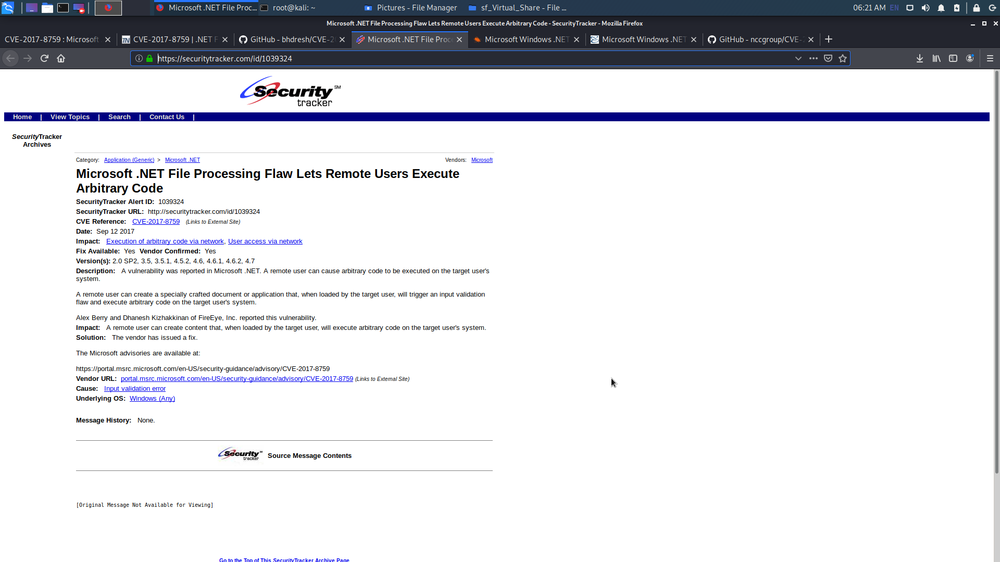 Microsoft .NET File Proc... root@kali: ~ Pictures - File Manager sf_Virtual_Share - File ... 06:21 AM EN
Microsoft .NET File Processing Flaw Lets Remote Users Execute Arbitrary Code - SecurityTracker - Mozilla Firefox
CVE-2017-8759 : Microsoft CVE-2017-8759 | .NET F GitHub - bhdresh/CVE-2 Microsoft .NET File Proce Microsoft Windows .NET Microsoft Windows .NET GitHub - nccgroup/CVE-
https://securitytracker.com/id/1039324
Security SM
tracker
Home | View Topics | Search | Contact Us |
SecurityTracker
Archives
Category: Application (Generic) > Microsoft .NET Vendors: Microsoft
Microsoft .NET File Processing Flaw Lets Remote Users Execute
Arbitrary Code
SecurityTracker Alert ID: 1039324
SecurityTracker URL: http://securitytracker.com/id/1039324
CVE Reference: CVE-2017-8759 (Links to External Site)
Date: Sep 12 2017
Impact: Execution of arbitrary code via network, User access via network
Fix Available: Yes Vendor Confirmed: Yes
Version(s): 2.0 SP2, 3.5, 3.5.1, 4.5.2, 4.6, 4.6.1, 4.6.2, 4.7
Description: A vulnerability was reported in Microsoft .NET. A remote user can cause arbitrary code to be executed on the target user's
system.
A remote user can create a specially crafted document or application that, when loaded by the target user, will trigger an input validation
flaw and execute arbitrary code on the target user's system.
Alex Berry and Dhanesh Kizhakkinan of FireEye, Inc. reported this vulnerability.
Impact: A remote user can create content that, when loaded by the target user, will execute arbitrary code on the target user's system.
Solution: The vendor has issued a fix.
The Microsoft advisories are available at:
https://portal.msrc.microsoft.com/en-US/security-guidance/advisory/CVE-2017-8759
Vendor URL: portal.msrc.microsoft.com/en-US/security-guidance/advisory/CVE-2017-8759 (Links to External Site)
Cause: Input validation error
Underlying OS: Windows (Any)
Message History: None.
Security
tracker
Source Message Contents
[Original Message Not Available for Viewing]
Go to the Top of This SecurityTracker Archive Page